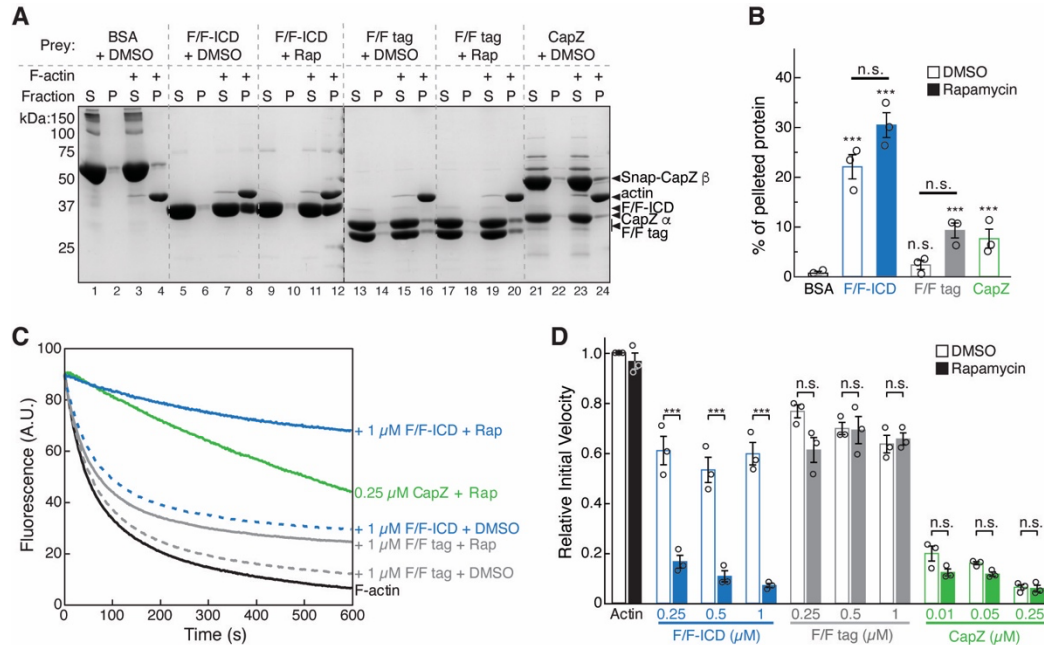 A
Prey:
BSA + DMSO
F/F-ICD + DMSO
F/F-ICD + Rap
F/F tag + DMSO
F/F tag + Rap
CapZ + DMSO
F-actin + + + + + + + + + + + +
Fraction S P S P S P S P S P S P S P S P S P S P S P S P
kDa:150
100
75
50
37
25
Snap-CapZ β
actin
F/F-ICD
CapZ α
F/F tag
1 2 3 4 5 6 7 8 9 10 11 12 13 14 15 16 17 18 19 20 21 22 23 24
B
% of pelleted protein
40
30
20
10
0
n.s.
DMSO
Rapamycin
***
***
n.s.
n.s.
***
***
BSA F/F-ICD F/F tag CapZ
C
Fluorescence (A.U.)
100
80
60
40
20
0
+ 1 µM F/F-ICD + Rap
0.25 µM CapZ + Rap
+ 1 µM F/F-ICD + DMSO
+ 1 µM F/F tag + Rap
+ 1 µM F/F tag + DMSO
F-actin
0 100 200 300 400 500 600
Time (s)
D
Relative Initial Velocity
1.0
0.8
0.6
0.4
0.2
0
DMSO
Rapamycin
*** *** *** n.s. n.s. n.s. n.s. n.s. n.s.
Actin 0.25 0.5 1 0.25 0.5 1 0.01 0.05 0.25
F/F-ICD (µM) F/F tag (µM) CapZ (µM)